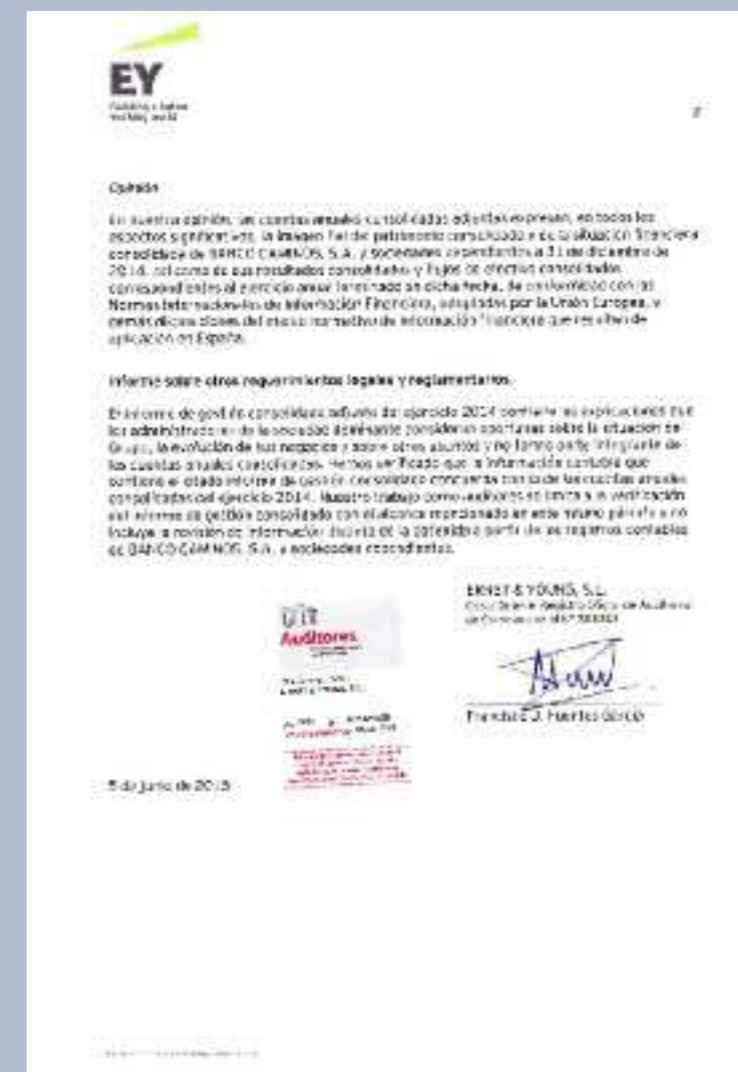 EY
Building a better
working world
2
Opinión
En nuestra opinión, las cuentas anuales consolidadas adjuntas expresan, en todos los
aspectos significativos, la imagen fiel del patrimonio consolidado y de la situación financiera
consolidada de BANCO CAMINOS, S.A. y sociedades dependientes a 31 de diciembre de
2014, así como de sus resultados consolidados y flujos de efectivo consolidados
correspondientes al ejercicio anual terminado en dicha fecha, de conformidad con las
Normas Internacionales de Información Financiera, adoptadas por la Unión Europea, y
demás disposiciones del marco normativo de información financiera que resultan de
aplicación en España.
Informe sobre otros requerimientos legales y reglamentarios
El informe de gestión consolidado adjunto del ejercicio 2014 contiene las explicaciones que
los administradores de la sociedad dominante consideran oportunas sobre la situación del
Grupo, la evolución de sus negocios y sobre otros asuntos y no forma parte integrante de
las cuentas anuales consolidadas. Hemos verificado que la información contable que
contiene el citado informe de gestión consolidado concuerda con la de las cuentas anuales
consolidadas del ejercicio 2014. Nuestro trabajo como auditores se limita a la verificación
del informe de gestión consolidado con el alcance mencionado en este mismo párrafo y no
incluye la revisión de información distinta de la obtenida a partir de los registros contables
de BANCO CAMINOS, S.A. y sociedades dependientes.
ERNST & YOUNG, S.L.
Auditores
Francisco J. Fuentes García
5 de junio de 2015